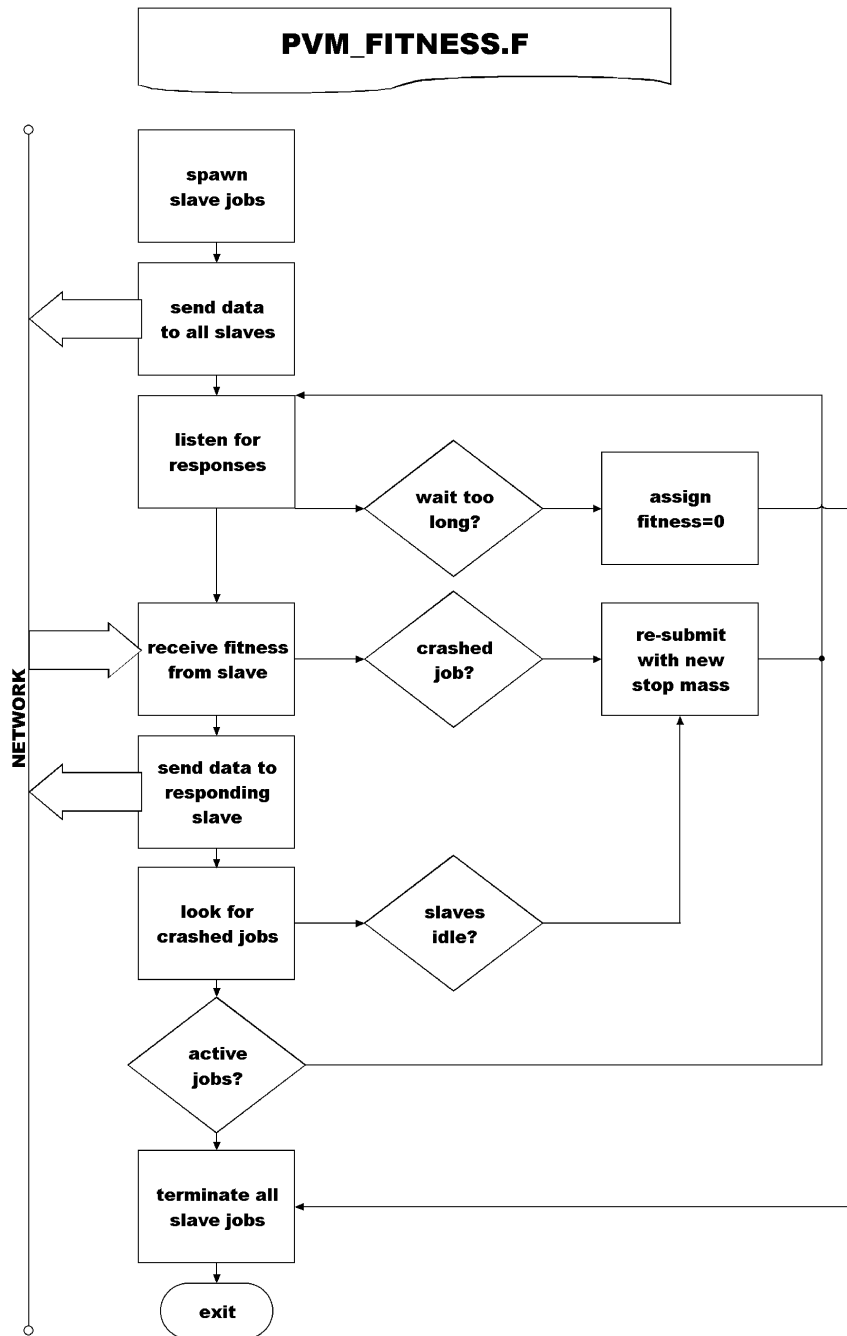 PVM_FITNESS.F
spawn
slave jobs
send data
to all slaves
listen for
responses
wait too
long?
assign
fitness=0
receive fitness
from slave
crashed
job?
re-submit
with new
stop mass
NETWORK
send data to
responding
slave
look for
crashed jobs
slaves
idle?
active
jobs?
terminate all
slave jobs
exit